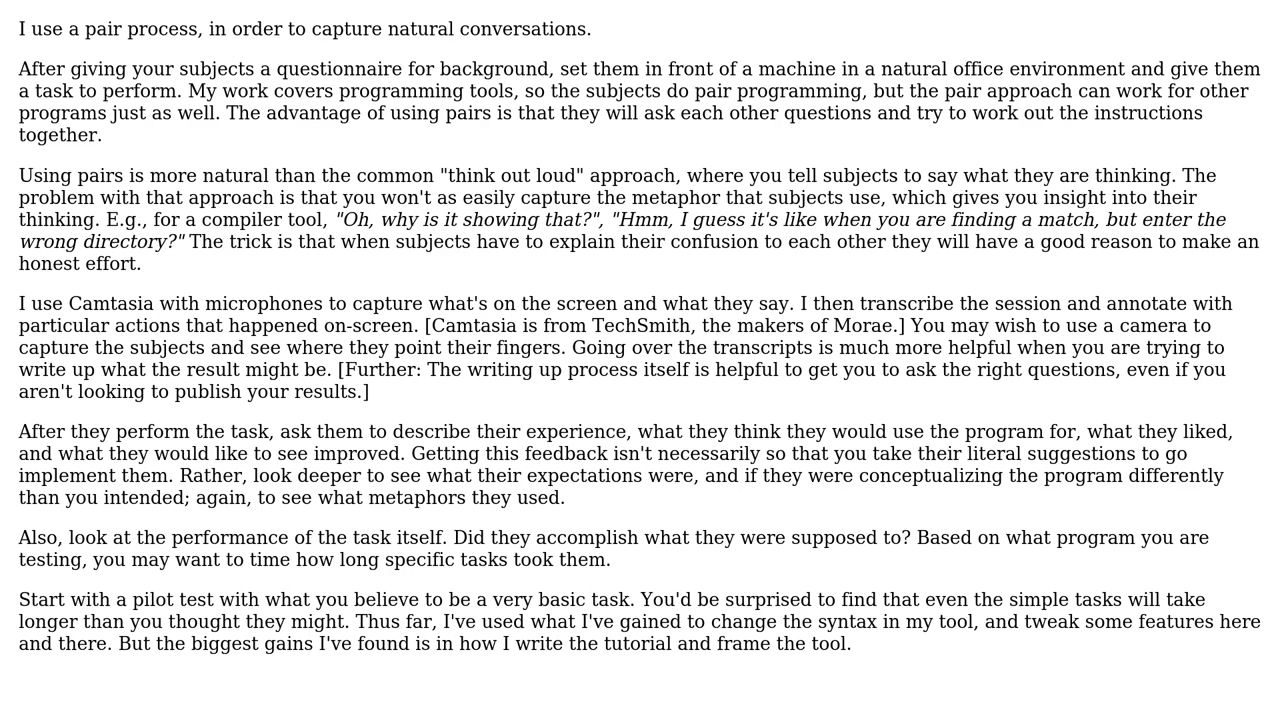 I use a pair process, in order to capture natural conversations.
After giving your subjects a questionnaire for background, set them in front of a machine in a natural office environment and give them
a task to perform. My work covers programming tools, so the subjects do pair programming, but the pair approach can work for other
programs just as well. The advantage of using pairs is that they will ask each other questions and try to work out the instructions
together.
Using pairs is more natural than the common "think out loud" approach, where you tell subjects to say what they are thinking. The
problem with that approach is that you won't as easily capture the metaphor that subjects use, which gives you insight into their
thinking. E.g., for a compiler tool, "Oh, why is it showing that?", "Hmm, I guess it's like when you are finding a match, but enter the
wrong directory?" The trick is that when subjects have to explain their confusion to each other they will have a good reason to make an
honest effort.
I use Camtasia with microphones to capture what's on the screen and what they say. I then transcribe the session and annotate with
particular actions that happened on-screen. [Camtasia is from TechSmith, the makers of Morae.] You may wish to use a camera to
capture the subjects and see where they point their fingers. Going over the transcripts is much more helpful when you are trying to
write up what the result might be. [Further: The writing up process itself is helpful to get you to ask the right questions, even if you
aren't looking to publish your results.]
After they perform the task, ask them to describe their experience, what they think they would use the program for, what they liked,
and what they would like to see improved. Getting this feedback isn't necessarily so that you take their literal suggestions to go
implement them. Rather, look deeper to see what their expectations were, and if they were conceptualizing the program differently
than you intended; again, to see what metaphors they used.
Also, look at the performance of the task itself. Did they accomplish what they were supposed to? Based on what program you are
testing, you may want to time how long specific tasks took them.
Start with a pilot test with what you believe to be a very basic task. You'd be surprised to find that even the simple tasks will take
longer than you thought they might. Thus far, I've used what I've gained to change the syntax in my tool, and tweak some features here
and there. But the biggest gains I've found is in how I write the tutorial and frame the tool.